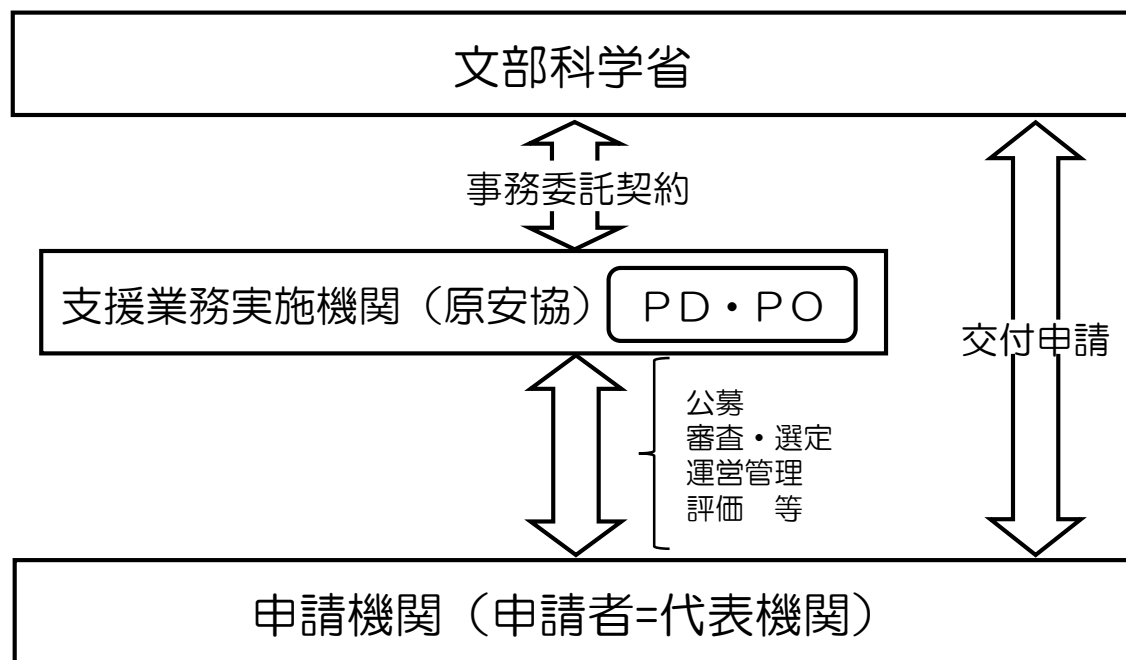 文部科学省
事務委託契約
支援業務実施機関（原安協）
ＰＤ・ＰＯ
交付申請
公募
審査・選定
運営管理
評価　等
申請機関（申請者=代表機関）